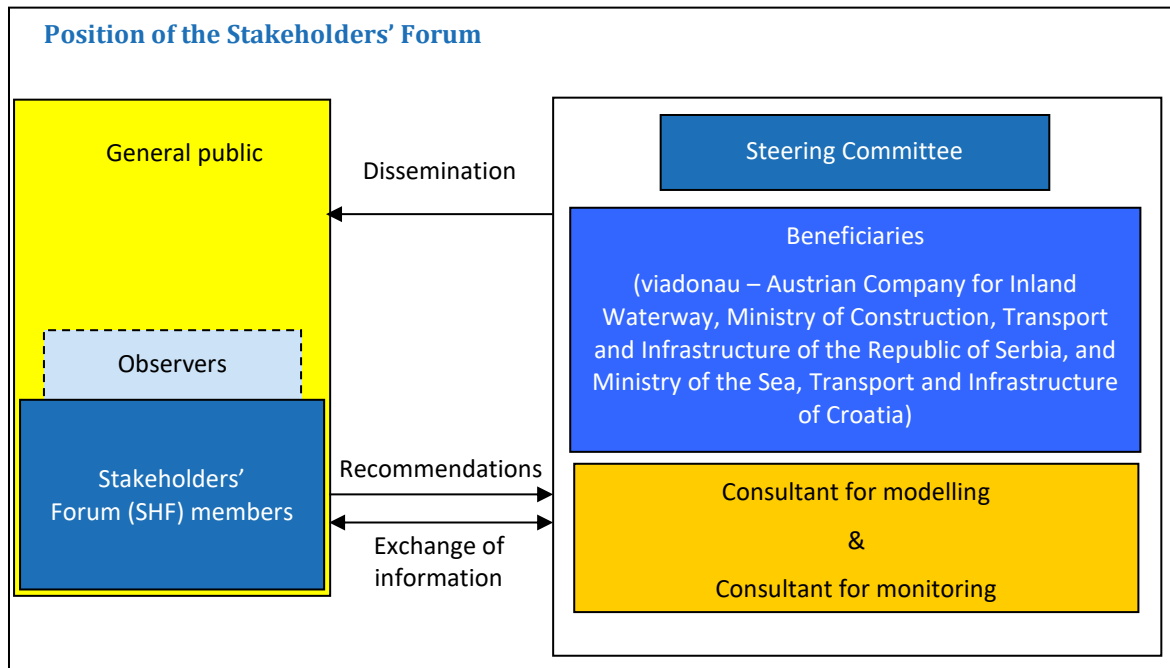 Position of the Stakeholders’ Forum
General public
Observers
Stakeholders’
Forum (SHF) members
Dissemination
Recommendations
Exchange of
information
Steering Committee
Beneficiaries
(viadonau – Austrian Company for Inland
Waterway, Ministry of Construction, Transport
and Infrastructure of the Republic of Serbia, and
Ministry of the Sea, Transport and Infrastructure
of Croatia)
Consultant for modelling
&
Consultant for monitoring